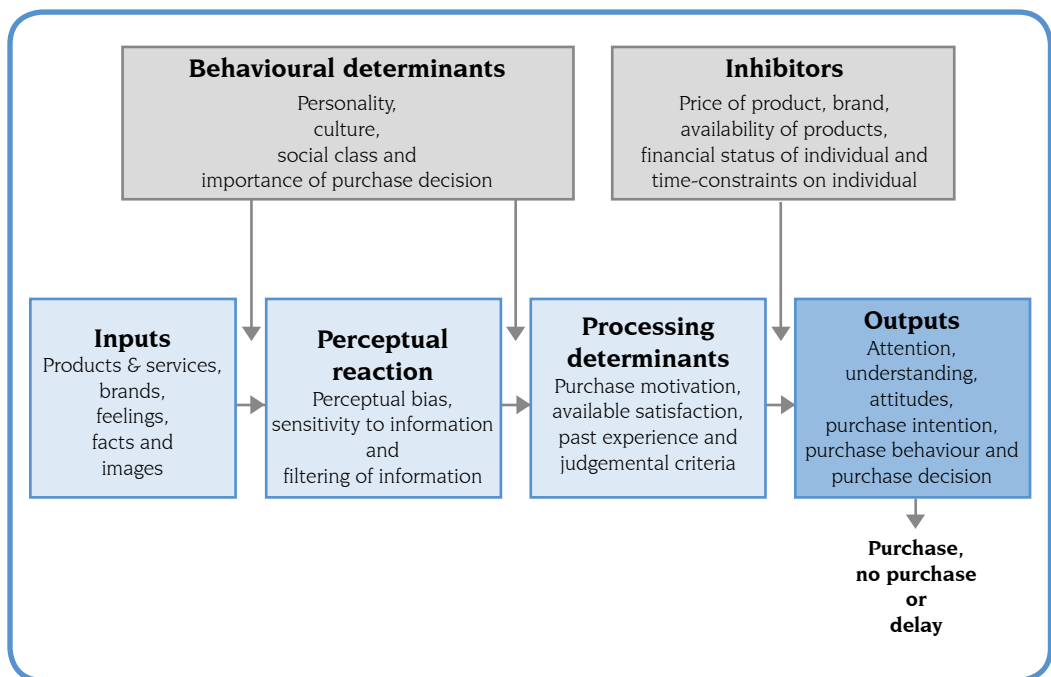 Behavioural determinants
Personality,
culture,
social class and
importance of purchase decision
Inhibitors
Price of product, brand,
availability of products,
financial status of individual and
time-constraints on individual
Inputs
Products & services,
brands,
feelings,
facts and
images
Perceptual
reaction
Perceptual bias,
sensitivity to information
and
filtering of information
Processing
determinants
Purchase motivation,
available satisfaction,
past experience and
judgemental criteria
Outputs
Attention,
understanding,
attitudes,
purchase intention,
purchase behaviour and
purchase decision
Purchase,
no purchase
or
delay